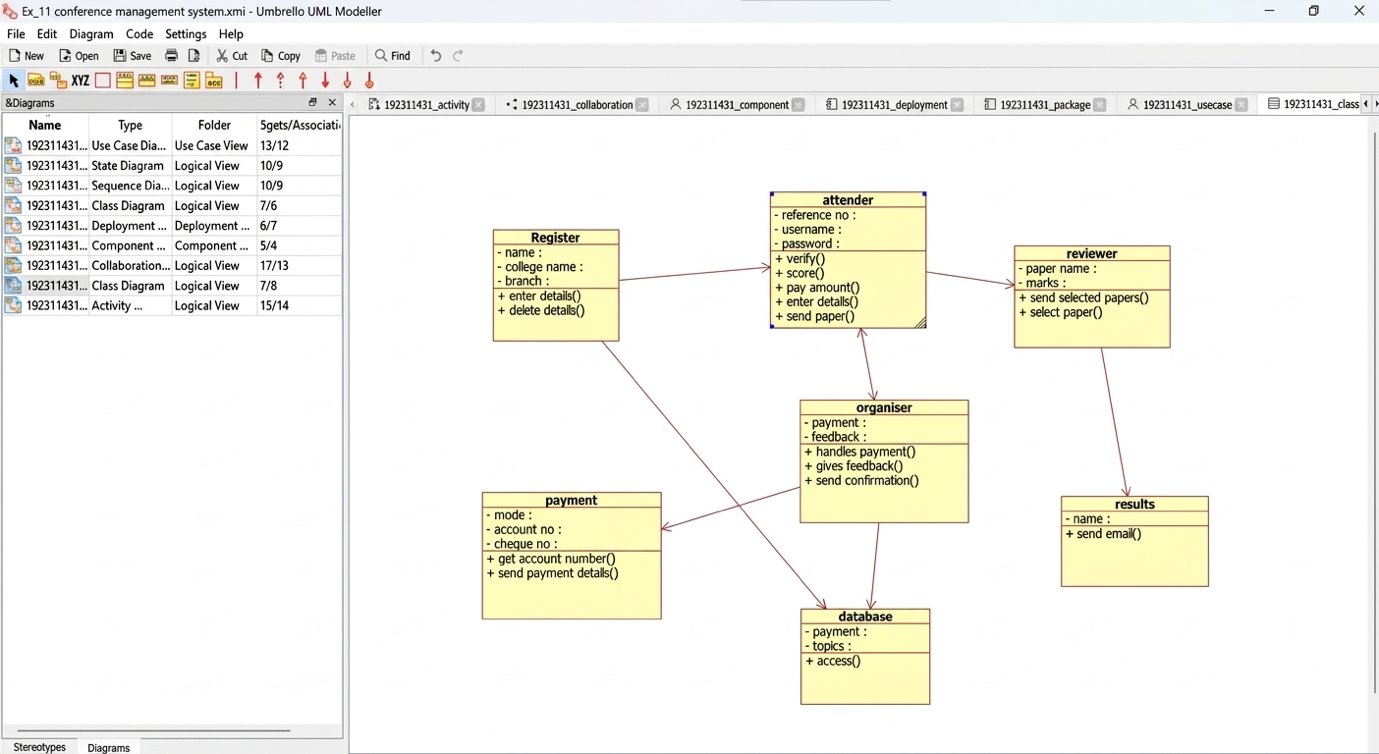 Ex_11 conference management system.xmi - Umbrello UML Modeller
File Edit Diagram Code Settings Help
New Open Save Cut Copy Paste Find
XYZ
&Diagrams
192311431_activity 192311431_collaboration 192311431_component 192311431_deployment 192311431_package 192311431_usecase 192311431_class
Name Type Folder 5gets/Associati
192311431... Use Case Dia... Use Case View 13/12
192311431... State Diagram Logical View 10/9
192311431... Sequence Dia... Logical View 10/9
192311431... Class Diagram Logical View 7/6
192311431... Deployment ... Deployment ... 6/7
192311431... Component ... Component ... 5/4
192311431... Collaboration... Logical View 17/13
192311431... Class Diagram Logical View 7/8
192311431... Activity ... Logical View 15/14
Register
- name :
- college name :
- branch :
+ enter details()
+ delete details()
attender
- reference no :
- username :
- password :
+ verify()
+ score()
+ pay amount()
+ enter details()
+ send paper()
reviewer
- paper name :
- marks :
+ send selected papers()
+ select paper()
organiser
- payment :
- feedback :
+ handles payment()
+ gives feedback()
+ send confirmation()
payment
- mode :
- account no :
- cheque no :
+ get account number()
+ send payment details()
results
- name :
+ send email()
database
- payment :
- topics :
+ access()
Stereotypes Diagrams